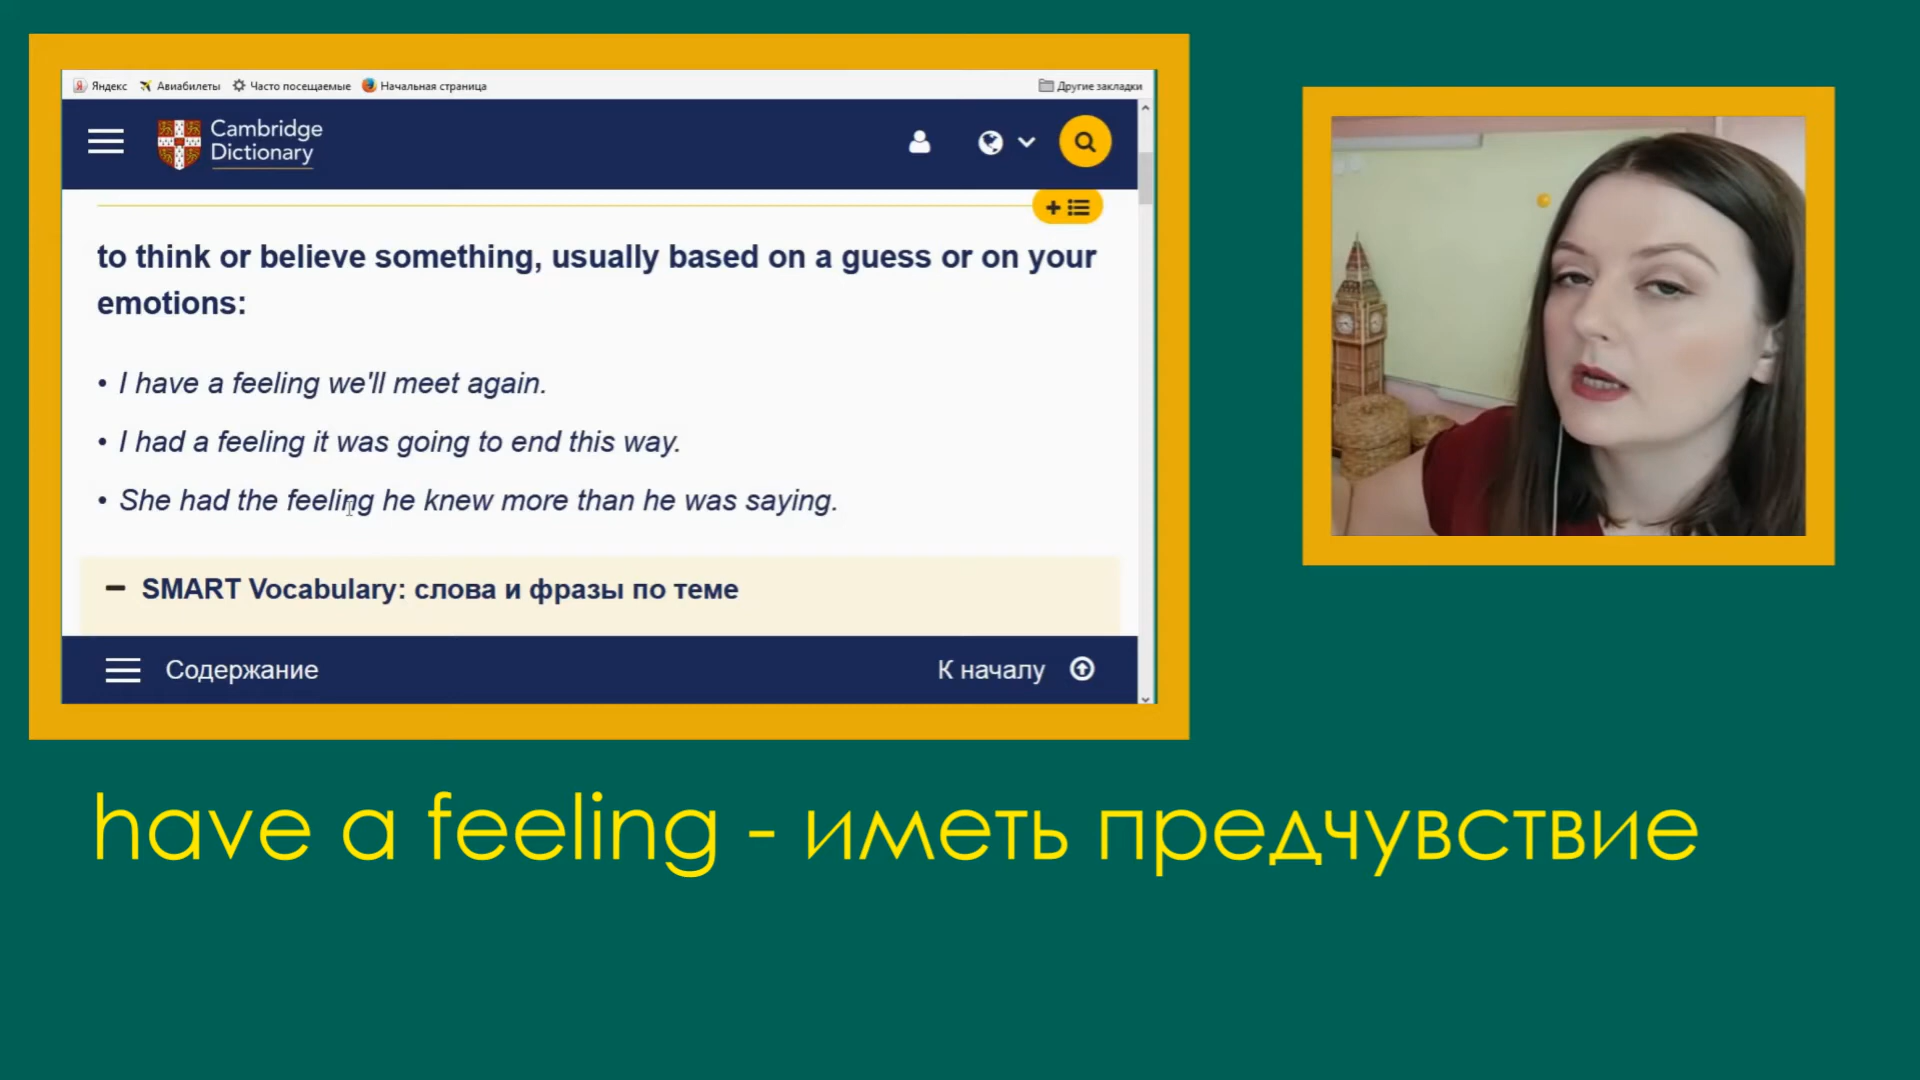 Яндекс Авиабилеты Часто посещаемые Начальная страница Другие закладки
Cambridge
Dictionary
to think or believe something, usually based on a guess or on your
emotions:
• I have a feeling we'll meet again.
• I had a feeling it was going to end this way.
• She had the feeling he knew more than he was saying.
SMART Vocabulary: слова и фразы по теме
Содержание К началу
have a feeling - иметь предчувствие